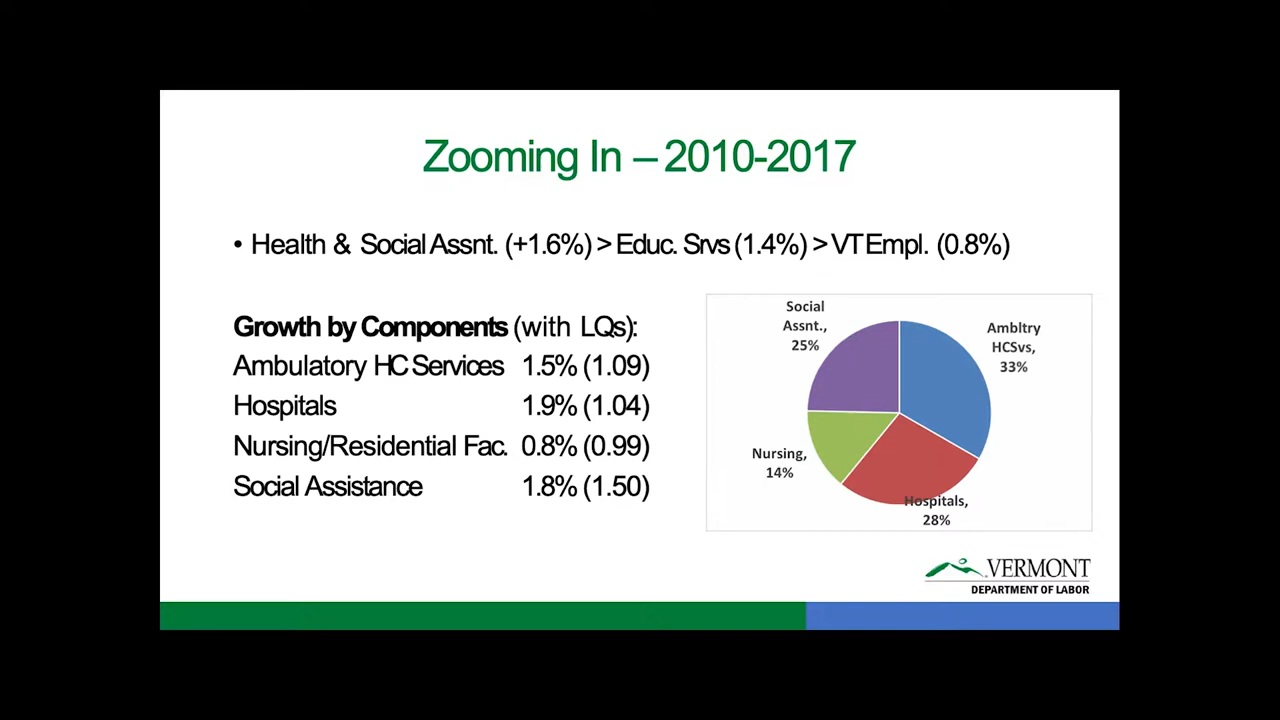 Zooming In – 2010-2017
• Health & Social Assnt. (+1.6%) > Educ. Srvs (1.4%) > VT Empl. (0.8%)
Growth by Components (with LQs):
Ambulatory HC Services 1.5% (1.09)
Hospitals 1.9% (1.04)
Nursing/Residential Fac. 0.8% (0.99)
Social Assistance 1.8% (1.50)
Social
Assnt.,
25%
Ambltry
HCSvs,
33%
Nursing,
14%
Hospitals,
28%
VERMONT
DEPARTMENT OF LABOR